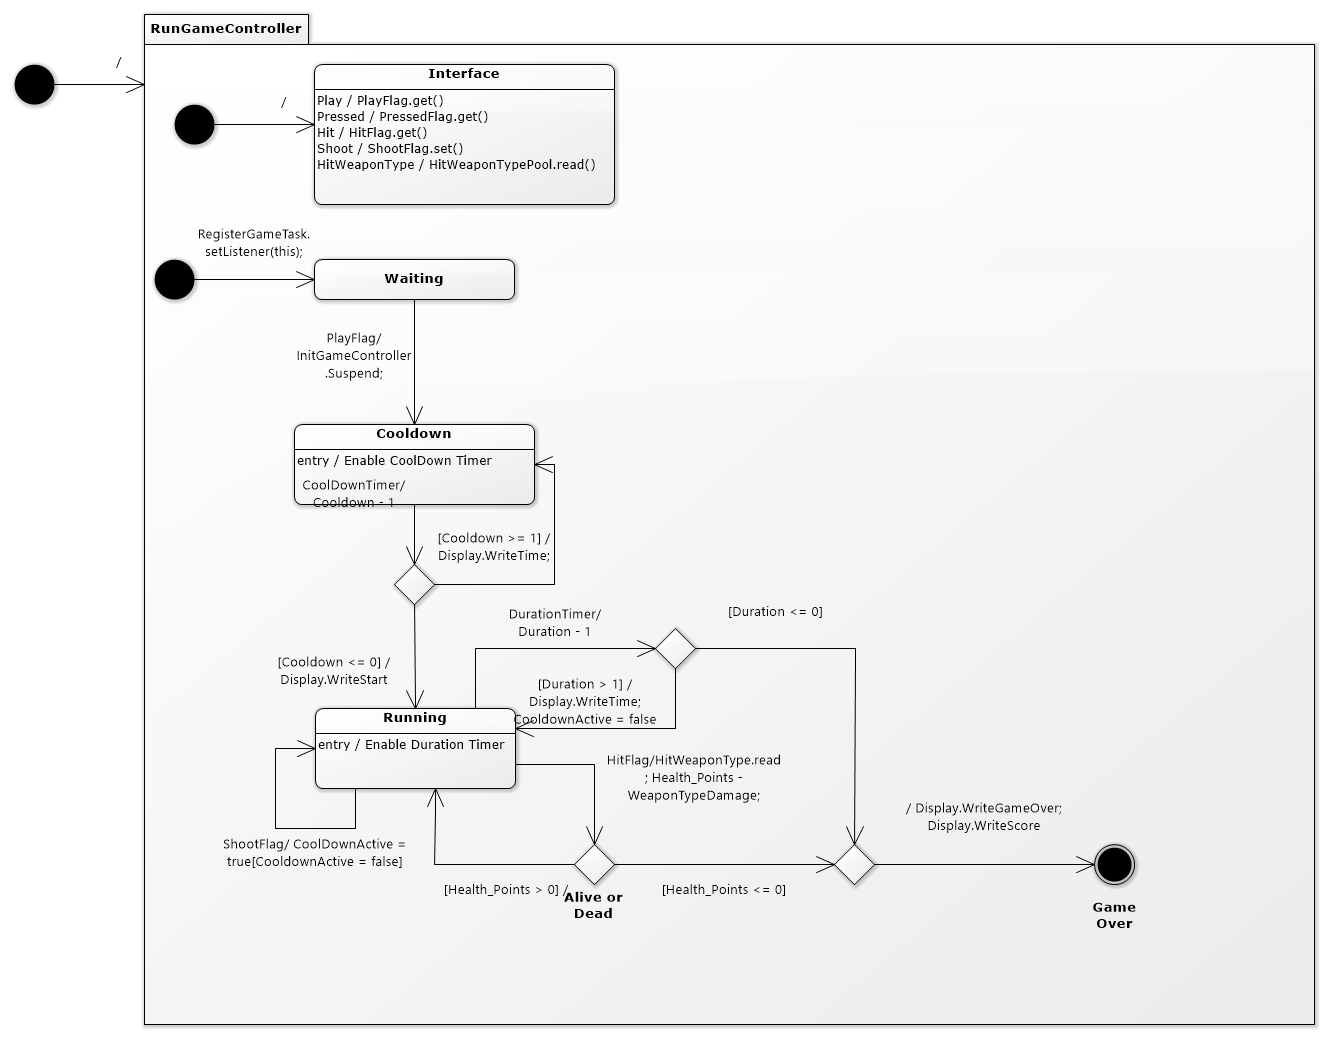 RunGameController
/
Interface
/
Play / PlayFlag.get()
Pressed / PressedFlag.get()
Hit / HitFlag.get()
Shoot / ShootFlag.set()
HitWeaponType / HitWeaponTypePool.read()
RegisterGameTask.
setListener(this);
Waiting
PlayFlag/
InitGameController
.Suspend;
Cooldown
entry / Enable CoolDown Timer
CoolDownTimer/
Cooldown - 1
[Cooldown >= 1] /
Display.WriteTime;
DurationTimer/
Duration - 1
[Duration <= 0]
[Cooldown <= 0] /
Display.WriteStart
[Duration > 1] /
Display.WriteTime;
CooldownActive = false
Running
entry / Enable Duration Timer
HitFlag/HitWeaponType.read
; Health_Points -
WeaponTypeDamage;
ShootFlag/ CoolDownActive =
true[CooldownActive = false]
/ Display.WriteGameOver;
Display.WriteScore
[Health_Points > 0] /
Alive or
Dead
[Health_Points <= 0]
Game
Over